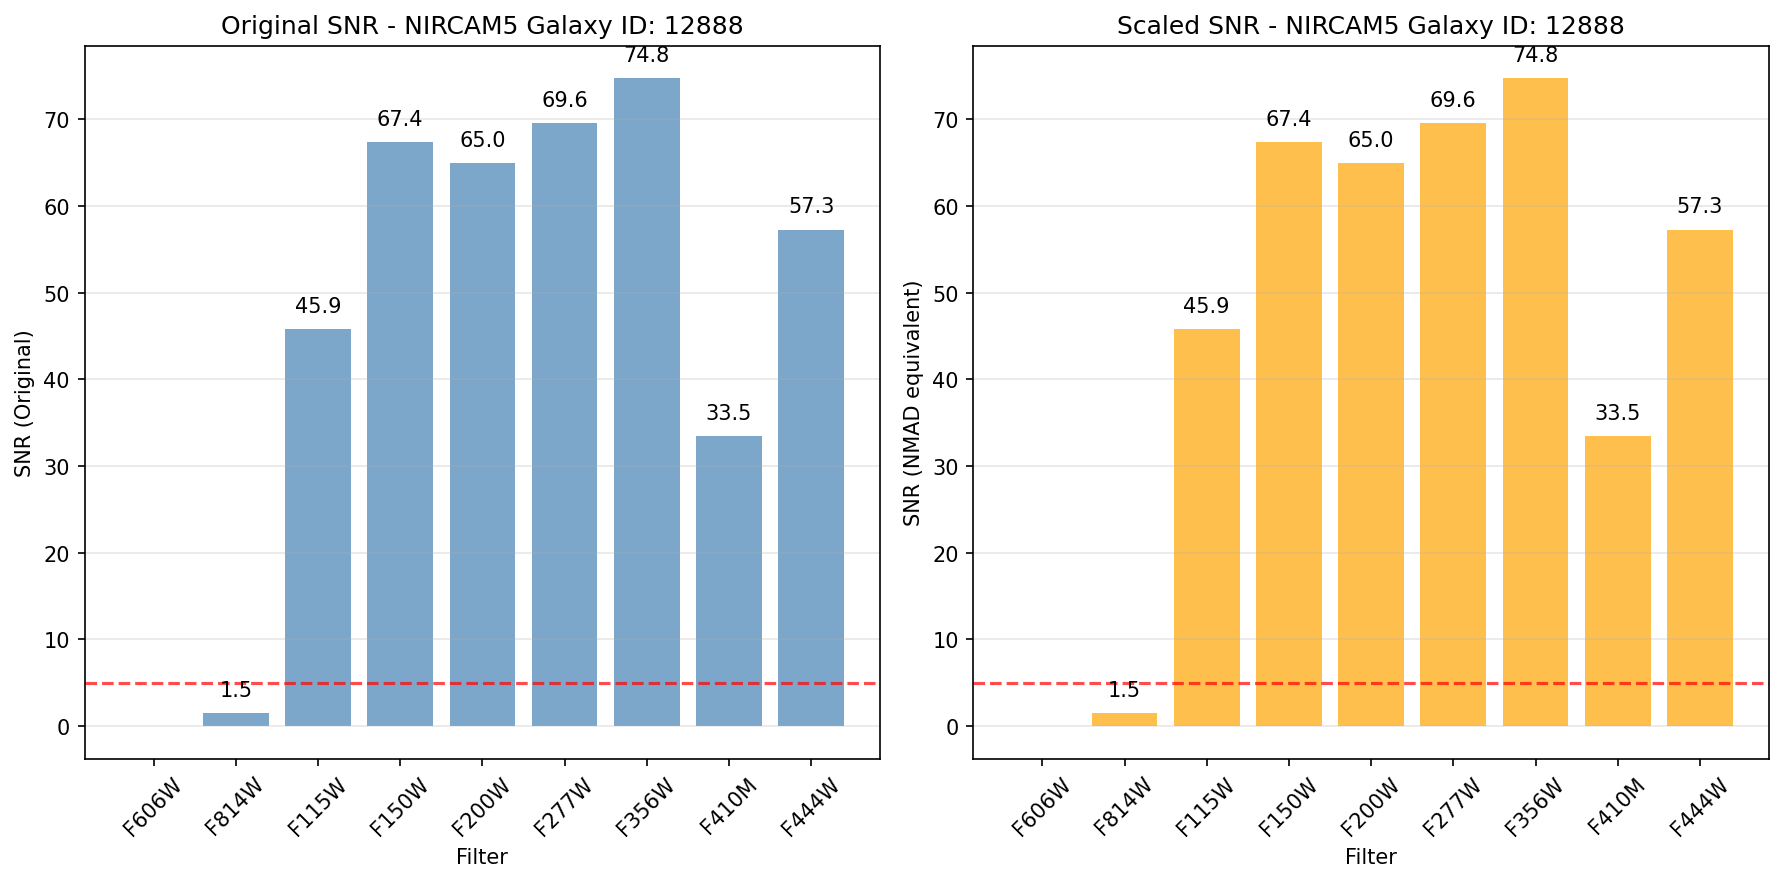 Original SNR - NIRCAM5 Galaxy ID: 12888
SNR (Original)
70
60
50
40
30
20
10
0
1.5
45.9
67.4
65.0
69.6
74.8
33.5
57.3
F606W
F814W
F115W
F150W
F200W
F277W
F356W
F410M
F444W
Filter
Scaled SNR - NIRCAM5 Galaxy ID: 12888
SNR (NMAD equivalent)
70
60
50
40
30
20
10
0
1.5
45.9
67.4
65.0
69.6
74.8
33.5
57.3
F606W
F814W
F115W
F150W
F200W
F277W
F356W
F410M
F444W
Filter